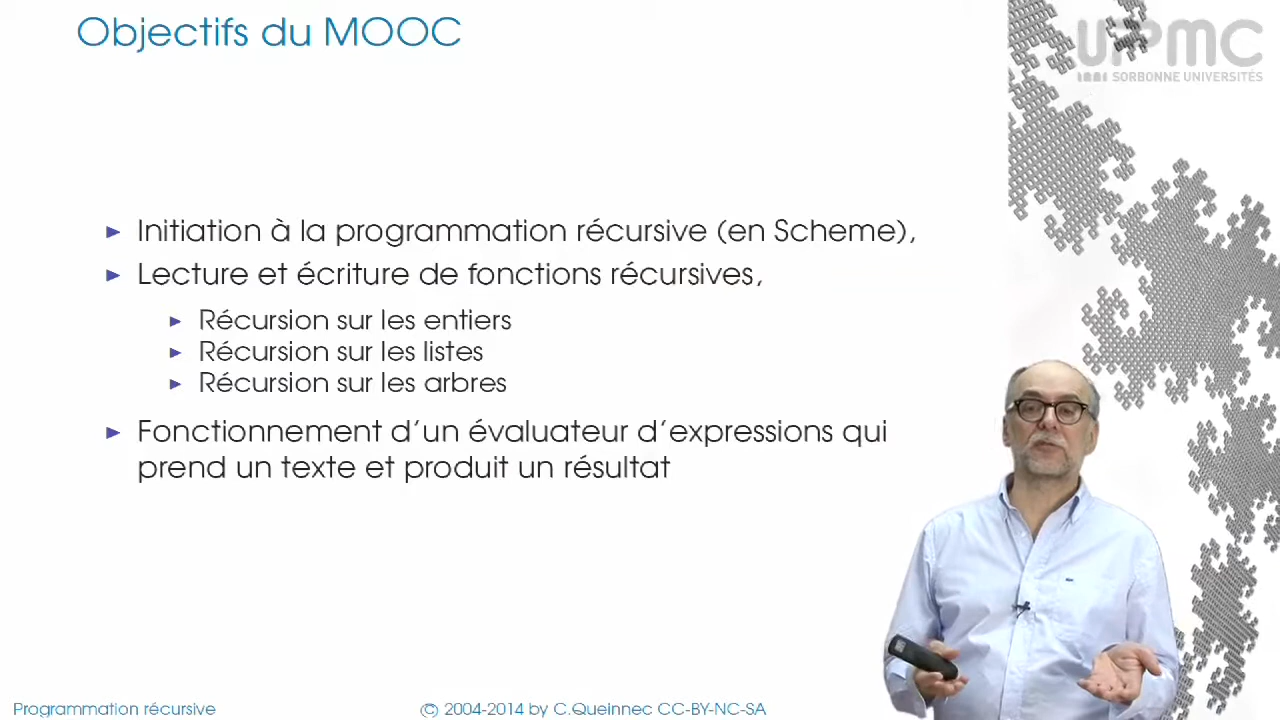 Objectifs du MOOC
UPMC
SORBONNE UNIVERSITÉS
Initiation à la programmation récursive (en Scheme),
Lecture et écriture de fonctions récursives,
Récursion sur les entiers
Récursion sur les listes
Récursion sur les arbres
Fonctionnement d'un évaluateur d'expressions qui
prend un texte et produit un résultat
Programmation récursive
© 2004-2014 by C.Queinnec CC-BY-NC-SA